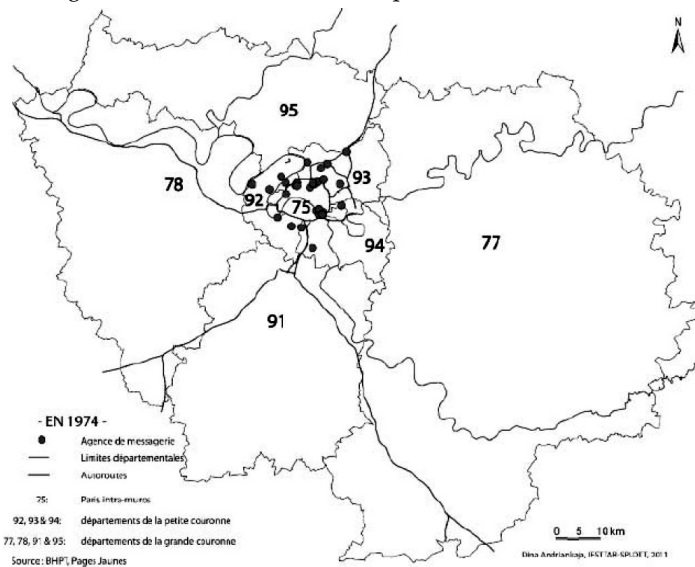 N
95
78
93
92
75
94
77
91
- EN 1974 -
Agence de messagerie
Limites départementales
Autoroutes
75: Paris intra-muros
92, 93 & 94: départements de la petite couronne
77, 78, 91 & 95: départements de la grande couronne
Source: BHPT, Pages Jaunes
0 5 10 km
Dina Andriankaja, IFSTTAR-SPLOTT, 2011